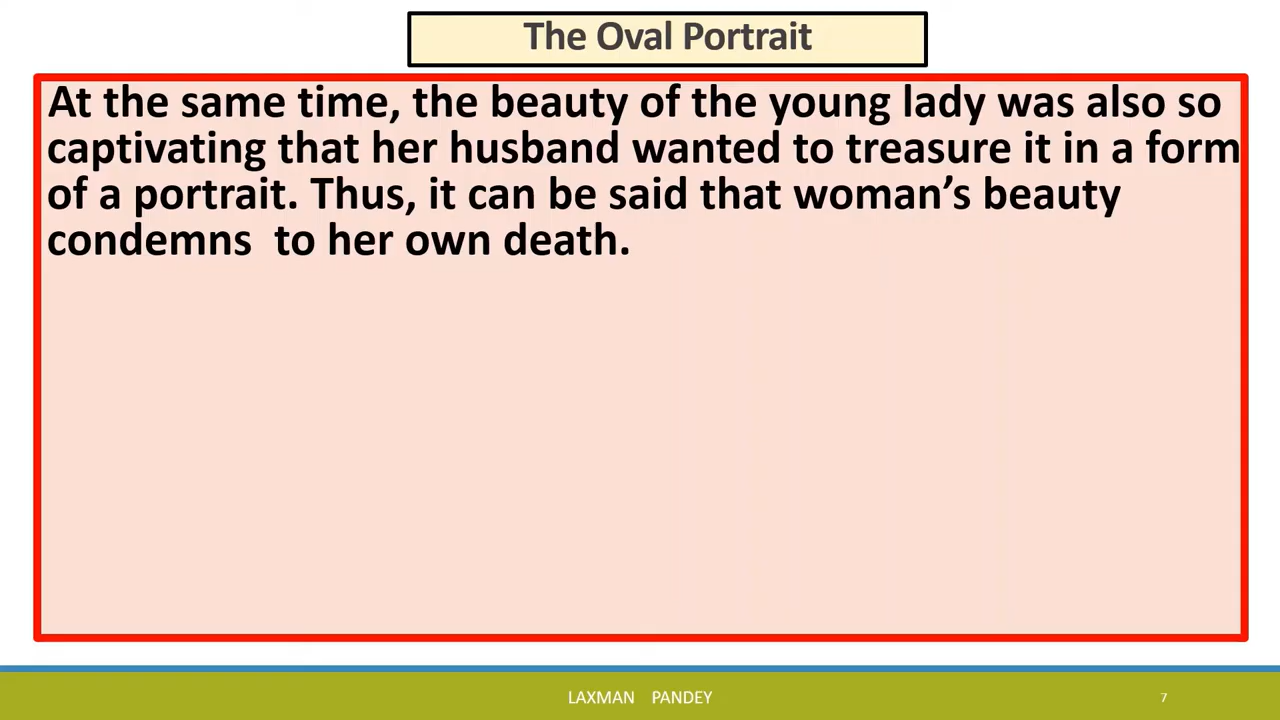 The Oval Portrait
At the same time, the beauty of the young lady was also so
captivating that her husband wanted to treasure it in a form
of a portrait. Thus, it can be said that woman’s beauty
condemns  to her own death.
LAXMAN    PANDEY
7